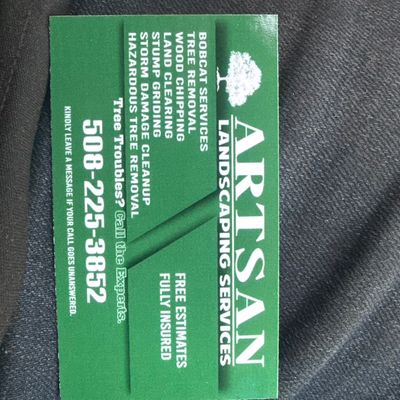 ARTSAN
LANDSCAPING SERVICES
BOBCAT SERVICES
TREE REMOVAL
WOOD CHIPPING
LAND CLEARING
STUMP GRIDING
STORM DAMAGE CLEANUP
HAZARDOUS TREE REMOVAL
FREE ESTIMATES
FULLY INSURED
Tree Troubles? Call the Experts.
508-225-3852
KINDLY LEAVE A MESSAGE IF YOUR CALL GOES UNANSWERED.